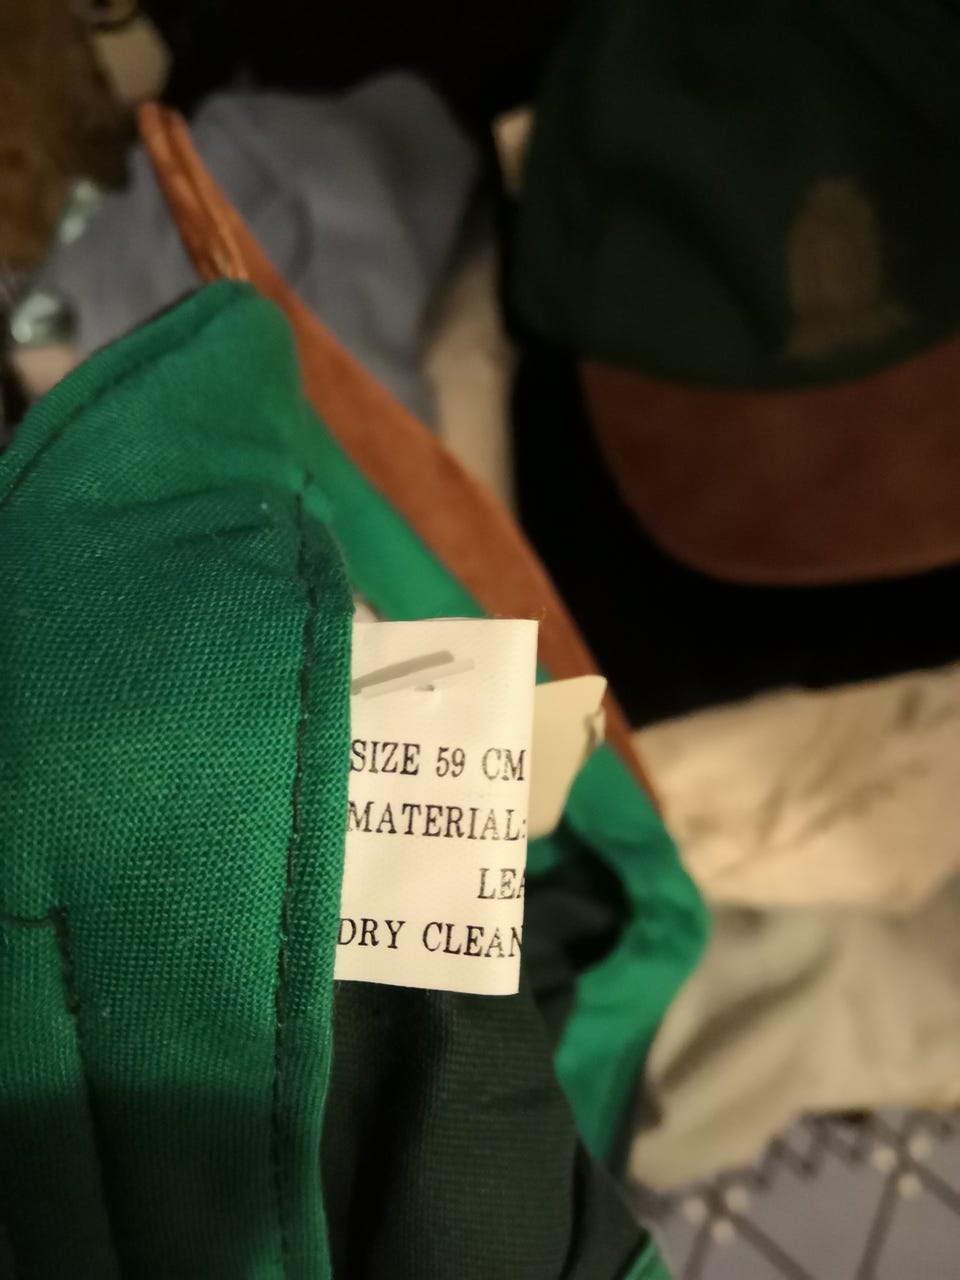 SIZE 59 CM
MATERIAL:
LEA
DRY CLEAN